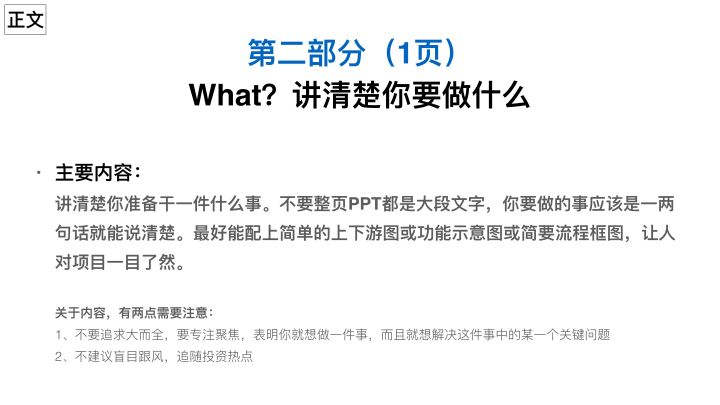 正文
第二部分（1页）
What？讲清楚你要做什么
· 主要内容：
讲清楚你准备干一件什么事。不要整页PPT都是大段文字，你要做的事应该是一两
句话就能说清楚。最好能配上简单的上下游图或功能示意图或简要流程框图，让人
对项目一目了然。
关于内容，有两点需要注意：
1、不要追求大而全，要专注聚焦，表明你就想做一件事，而且就想解决这件事中的某一个关键问题
2、不建议盲目跟风，追随投资热点